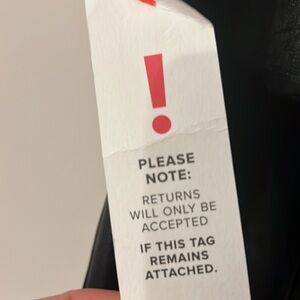 PLEASE
NOTE:
RETURNS
WILL ONLY BE
ACCEPTED
IF THIS TAG
REMAINS
ATTACHED.